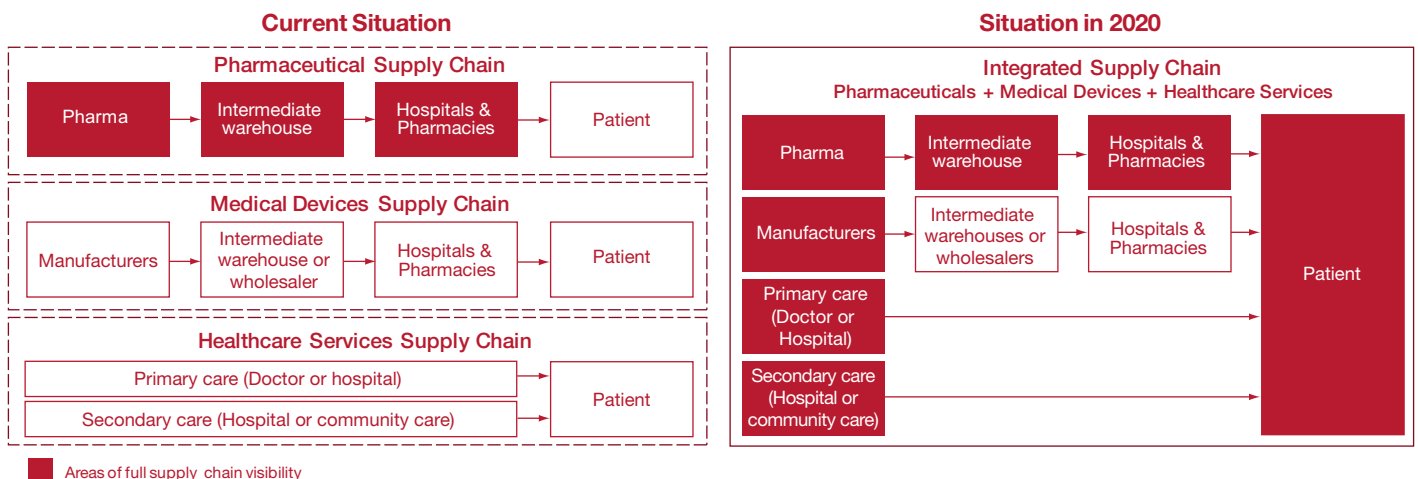 Current Situation
Pharmaceutical Supply Chain
Pharma
Intermediate
warehouse
Hospitals &
Pharmacies
Patient
Medical Devices Supply Chain
Manufacturers
Intermediate
warehouse or
wholesaler
Hospitals &
Pharmacies
Patient
Healthcare Services Supply Chain
Primary care (Doctor or hospital)
Secondary care (Hospital or community care)
Patient
Areas of full supply chain visibility
Situation in 2020
Integrated Supply Chain
Pharmaceuticals + Medical Devices + Healthcare Services
Pharma
Intermediate
warehouse
Hospitals &
Pharmacies
Manufacturers
Intermediate
warehouses or
wholesalers
Hospitals &
Pharmacies
Primary care
(Doctor or
Hospital)
Secondary care
(Hospital or
community care)
Patient